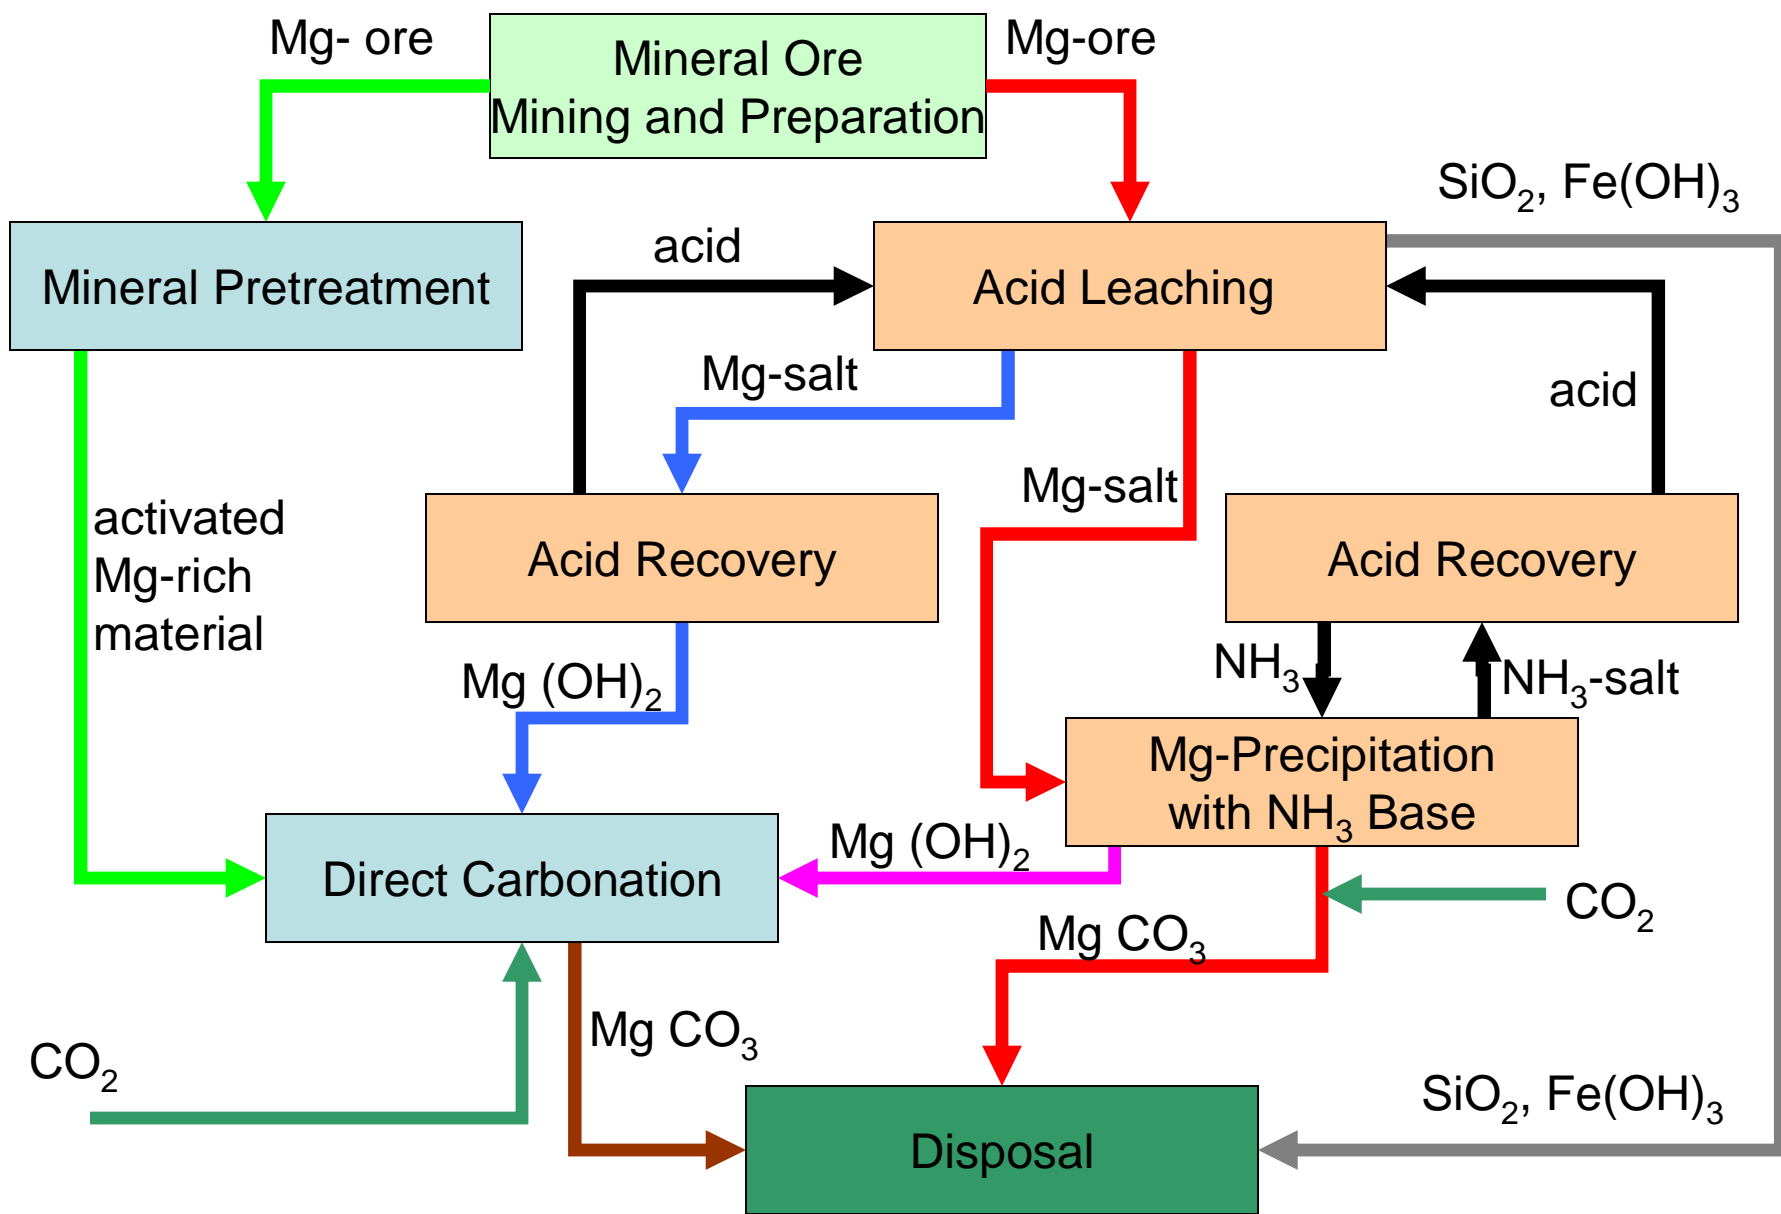 Mg- ore
Mineral Ore
Mining and Preparation
Mg-ore
SiO₂, Fe(OH)₃
Mineral Pretreatment
acid
Acid Leaching
Mg-salt
acid
activated
Mg-rich
material
Mg-salt
Acid Recovery
Acid Recovery
Mg (OH)₂
NH₃
NH₃-salt
Mg-Precipitation
with NH₃ Base
Direct Carbonation
Mg (OH)₂
CO₂
Mg CO₃
Mg CO₃
CO₂
SiO₂, Fe(OH)₃
Disposal